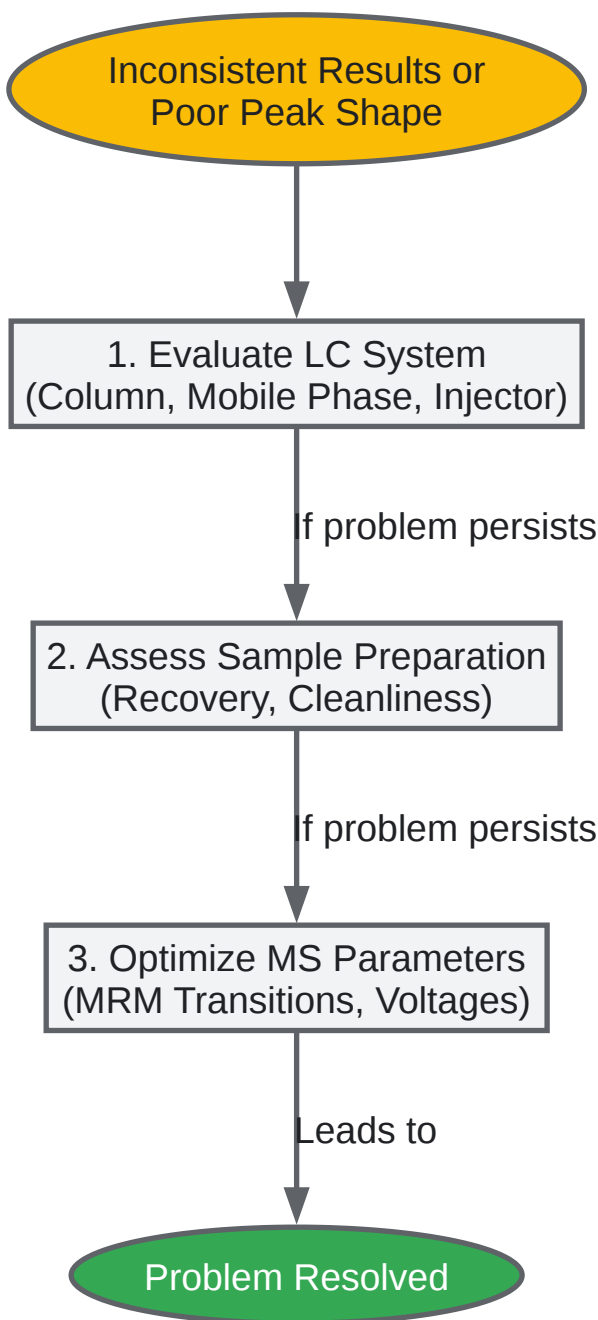 Inconsistent Results or
Poor Peak Shape
1. Evaluate LC System
(Column, Mobile Phase, Injector)
If problem persists
2. Assess Sample Preparation
(Recovery, Cleanliness)
If problem persists
3. Optimize MS Parameters
(MRM Transitions, Voltages)
Leads to
Problem Resolved